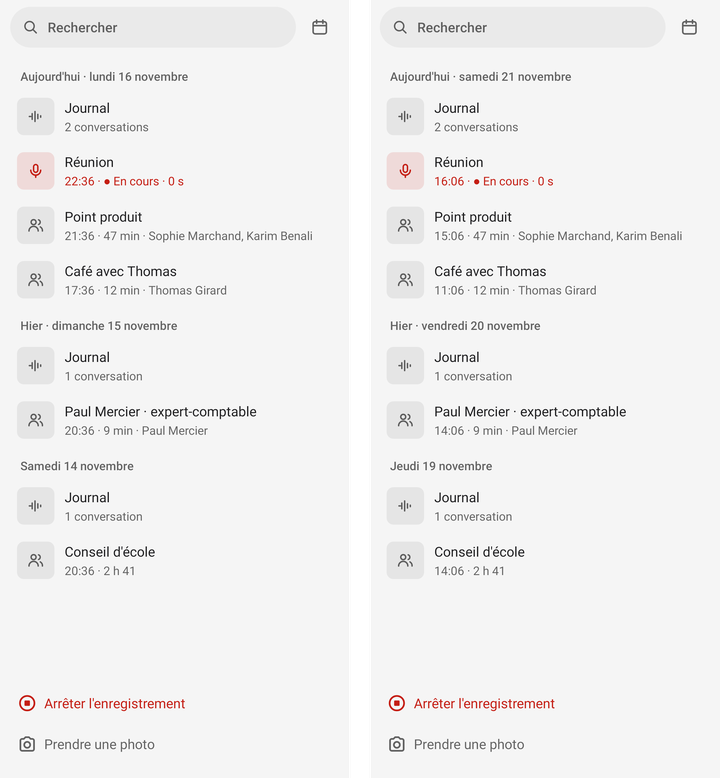 Rechercher
Aujourd'hui · lundi 16 novembre
Journal
2 conversations
Réunion
22:36 · ● En cours · 0 s
Point produit
21:36 · 47 min · Sophie Marchand, Karim Benali
Café avec Thomas
17:36 · 12 min · Thomas Girard
Hier · dimanche 15 novembre
Journal
1 conversation
Paul Mercier · expert-comptable
20:36 · 9 min · Paul Mercier
Samedi 14 novembre
Journal
1 conversation
Conseil d'école
20:36 · 2 h 41
Arrêter l'enregistrement
Prendre une photo
Rechercher
Aujourd'hui · samedi 21 novembre
Journal
2 conversations
Réunion
16:06 · ● En cours · 0 s
Point produit
15:06 · 47 min · Sophie Marchand, Karim Benali
Café avec Thomas
11:06 · 12 min · Thomas Girard
Hier · vendredi 20 novembre
Journal
1 conversation
Paul Mercier · expert-comptable
14:06 · 9 min · Paul Mercier
Jeudi 19 novembre
Journal
1 conversation
Conseil d'école
14:06 · 2 h 41
Arrêter l'enregistrement
Prendre une photo